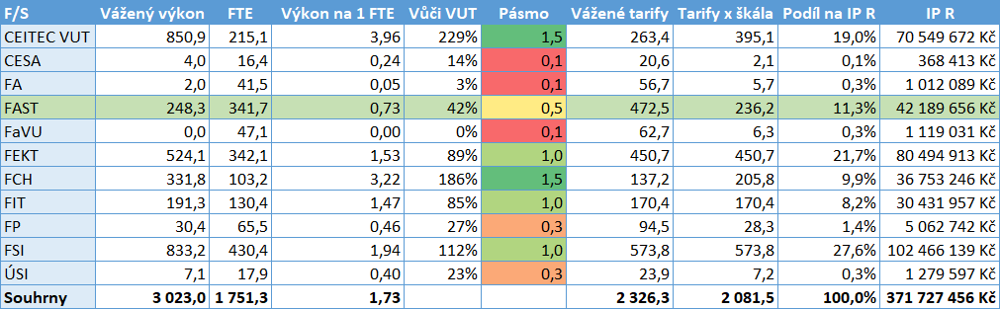 F/S Vážený výkon FTE Výkon na 1 FTE Vůči VUT Pásmo Vážené tarify Tarify x škála Podíl na IP R IP R
CEITEC VUT 850,9 215,1 3,96 229% 1,5 263,4 395,1 19,0% 70 549 672 Kč
CESA 4,0 16,4 0,24 14% 0,1 20,6 2,1 0,1% 368 413 Kč
FA 2,0 41,5 0,05 3% 0,1 56,7 5,7 0,3% 1 012 089 Kč
FAST 248,3 341,7 0,73 42% 0,5 472,5 236,2 11,3% 42 189 656 Kč
FaVU 0,0 47,1 0,00 0% 0,1 62,7 6,3 0,3% 1 119 031 Kč
FEKT 524,1 342,1 1,53 89% 1,0 450,7 450,7 21,7% 80 494 913 Kč
FCH 331,8 103,2 3,22 186% 1,5 137,2 205,8 9,9% 36 753 246 Kč
FIT 191,3 130,4 1,47 85% 1,0 170,4 170,4 8,2% 30 431 957 Kč
FP 30,4 65,5 0,46 27% 0,3 94,5 28,3 1,4% 5 062 742 Kč
FSI 833,2 430,4 1,94 112% 1,0 573,8 573,8 27,6% 102 466 139 Kč
ÚSI 7,1 17,9 0,40 23% 0,3 23,9 7,2 0,3% 1 279 597 Kč
Souhrny 3 023,0 1 751,3 1,73 2 326,3 2 081,5 100,0% 371 727 456 Kč